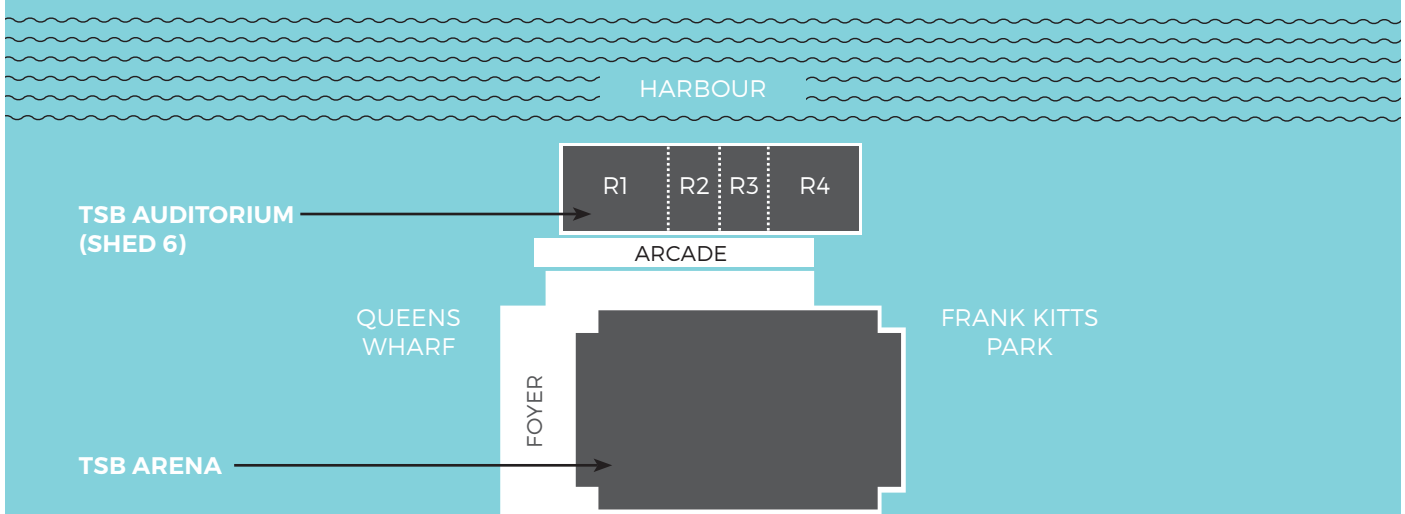 HARBOUR
R1 R2 R3 R4
TSB AUDITORIUM
(SHED 6)
ARCADE
QUEENS
WHARF
FRANK KITTS
PARK
FOYER
TSB ARENA